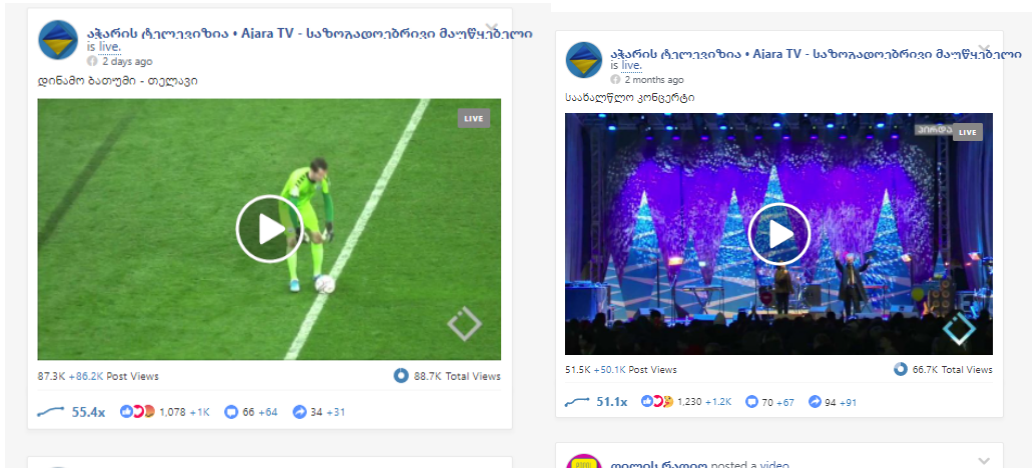 აჭარის ტელევიზია • Ajara TV - საზოგადოებრივი მაუწყებელი
is live.
2 days ago
დინამო ბათუმი - თელავი
LIVE
87.3K +86.2K Post Views
88.7K Total Views
55.4x
1,078 +1K
66 +64
34 +31
აჭარის ტელევიზია • Ajara TV - საზოგადოებრივი მაუწყებელი
is live.
2 months ago
საახალწლო კონცერტი
LIVE
51.5K +50.1K Post Views
66.7K Total Views
51.1x
1,230 +1.2K
70 +67
94 +91
posted a video